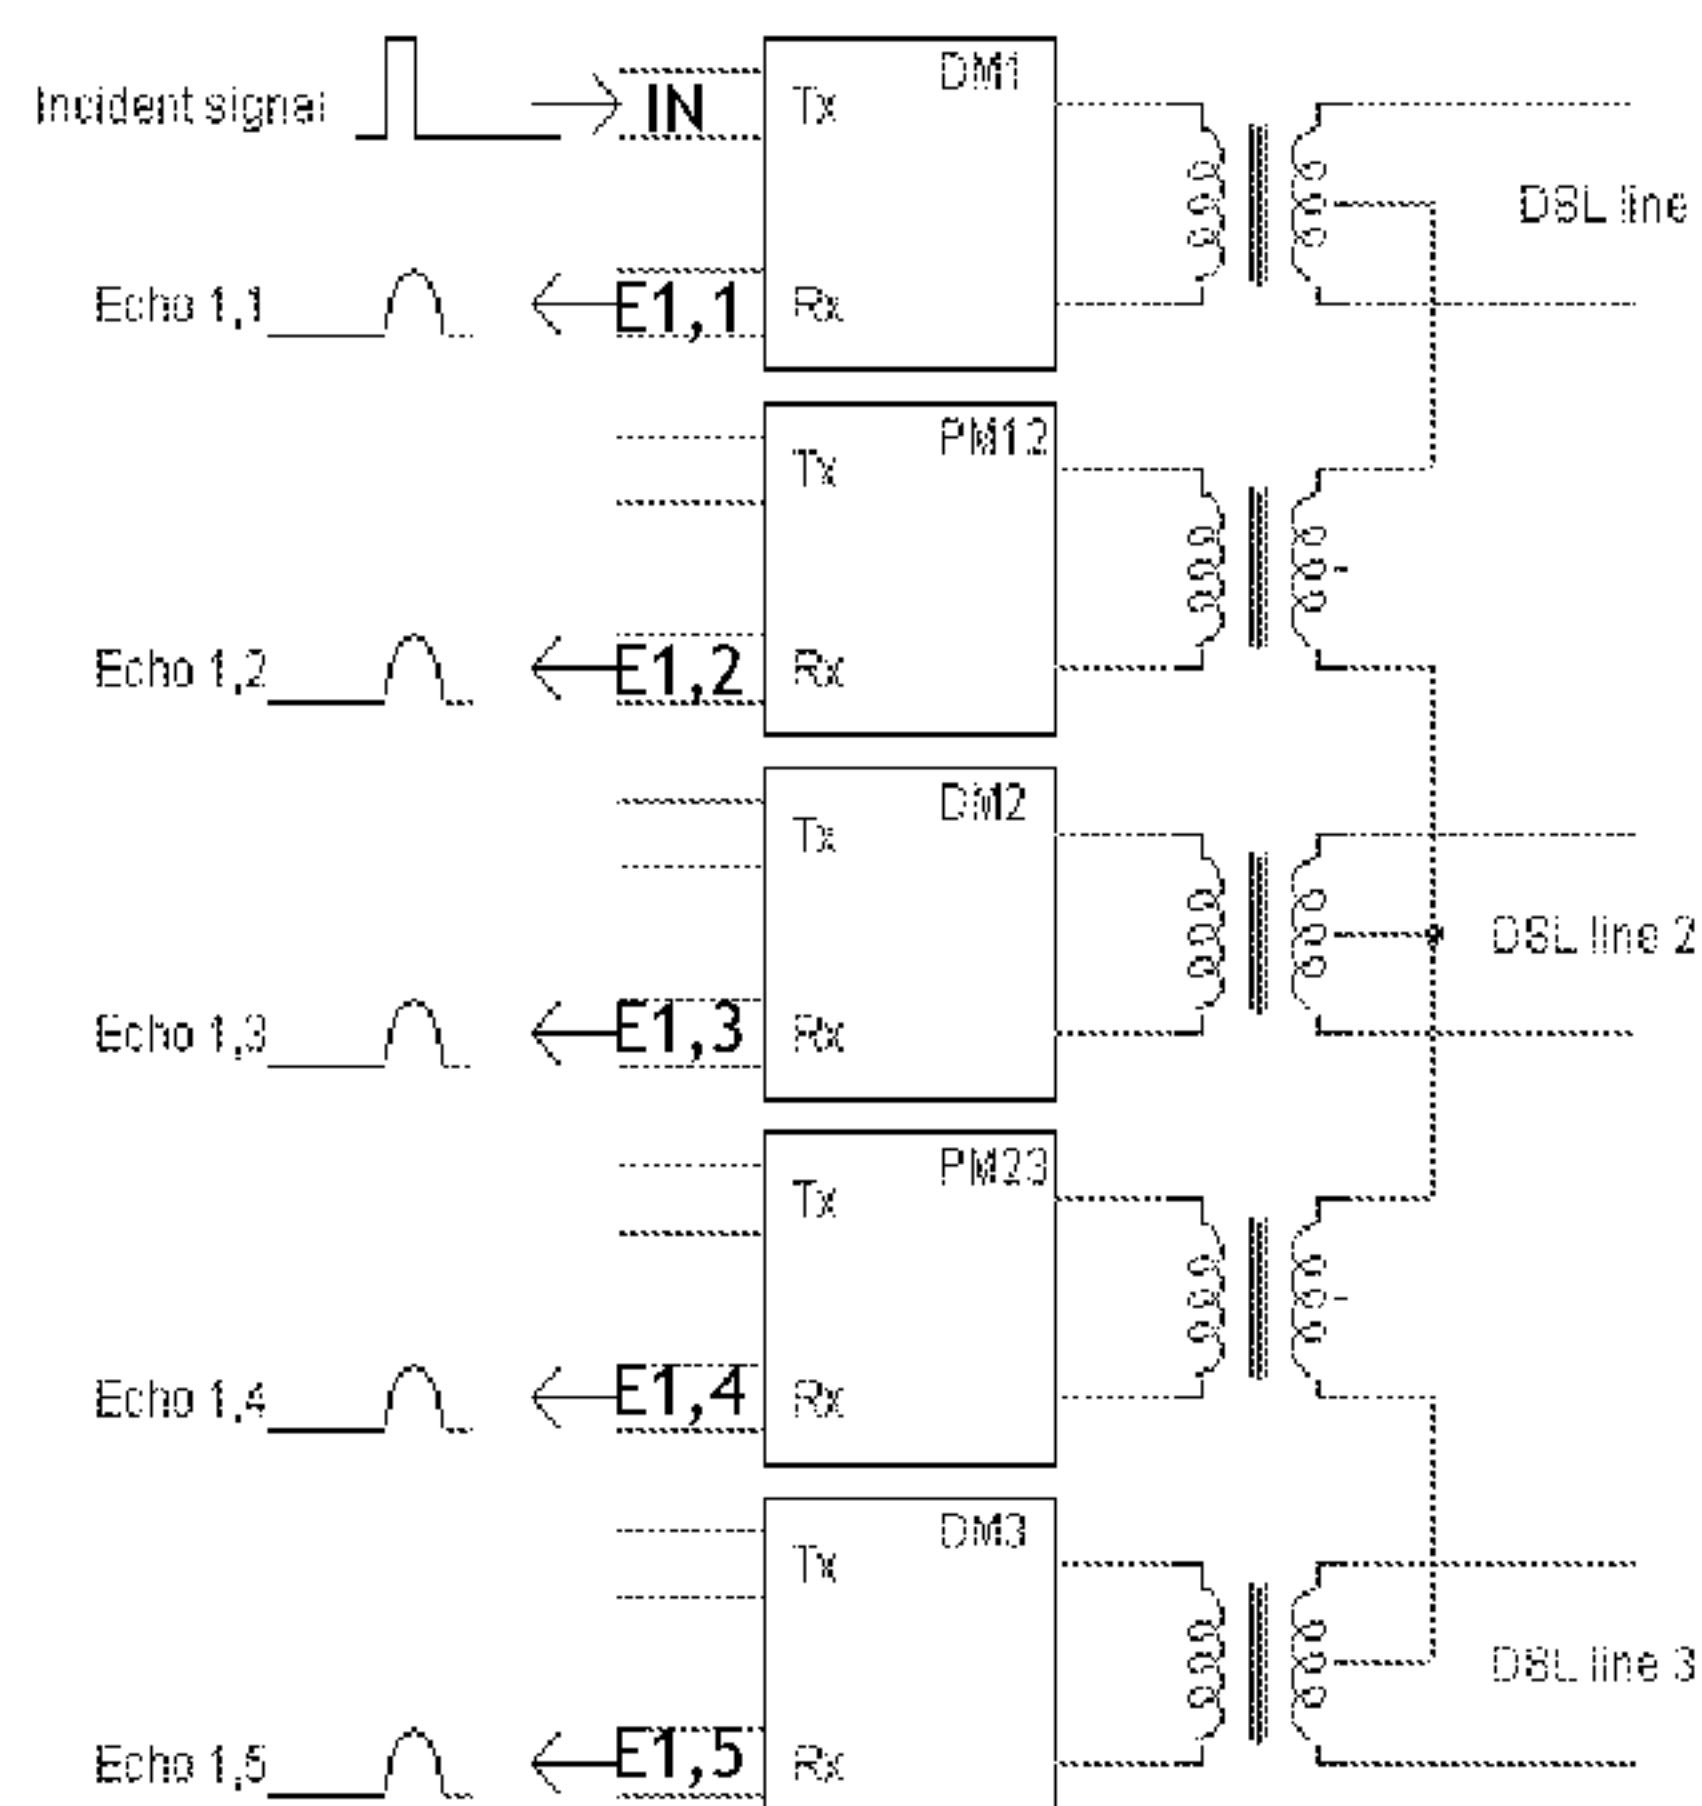 DM1
Incident signal IN Tx
DSL line
Echo 1,1 E1,1 Rx
PM12
Tx
Echo 1,2 E1,2 Rx
DM2
Tx
DSL line 2
Echo 1,3 E1,3 Rx
PM23
Tx
Echo 1,4 E1,4 Rx
DM3
Tx
DSL line 3
Echo 1,5 E1,5 Rx